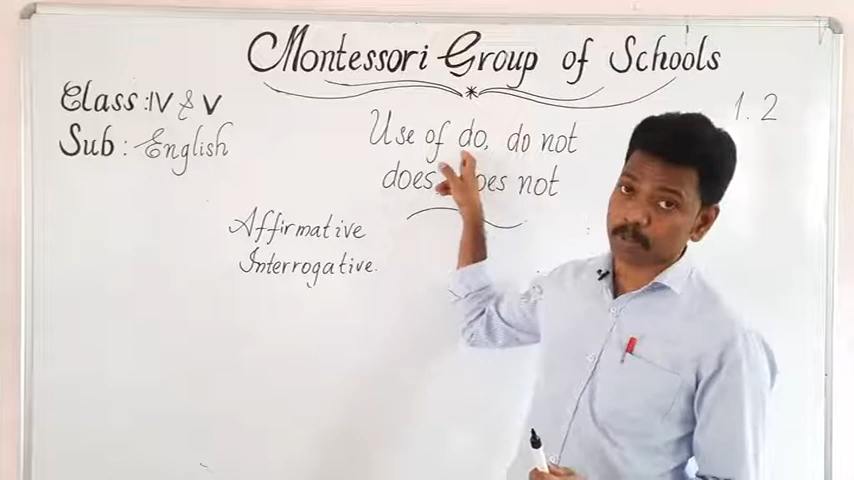 Montessori Group of Schools
Class : IV & V
Sub : English
1.2
Use of do, do not
does, does not
Affirmative
Interrogative.